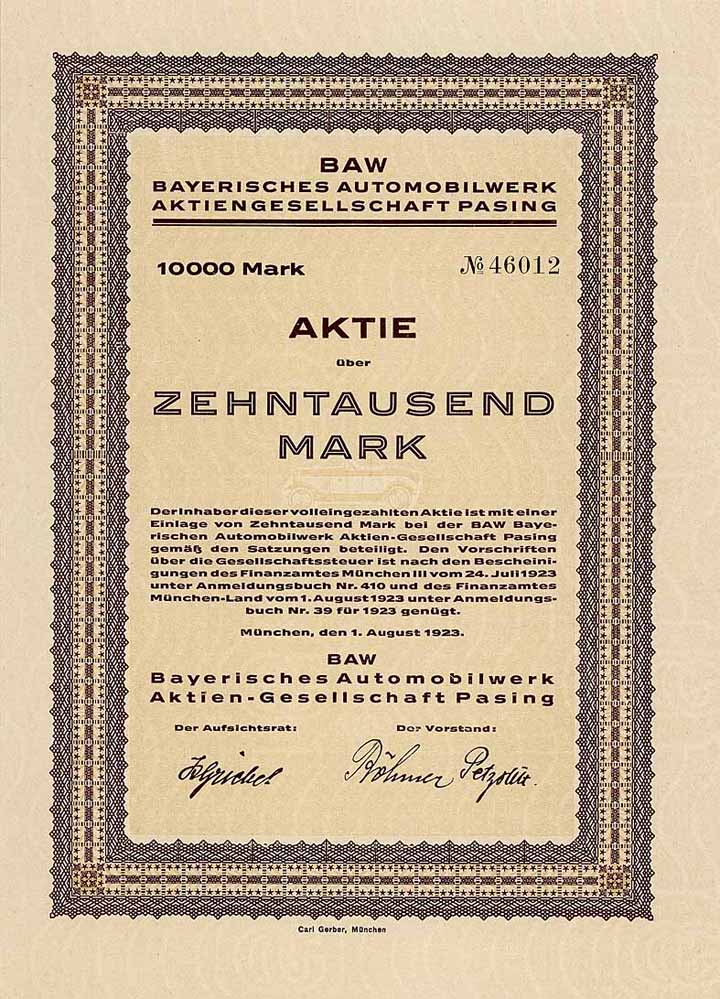 BAW
BAYERISCHES AUTOMOBILWERK
AKTIENGESELLSCHAFT PASING
10000 Mark
№ 46012
AKTIE
über
ZEHNTAUSEND
MARK
Der Inhaber dieser volleingezahlten Aktie ist mit einer
Einlage von Zehntausend Mark bei der BAW Baye-
rischen Automobilwerk Aktien-Gesellschaft Pasing
gemäß den Satzungen beteiligt. Den Vorschriften
über die Gesellschaftssteuer ist nach den Bescheini-
gungen des Finanzamtes München III vom 24. Juli 1923
unter Anmeldungsbuch Nr. 410 und des Finanzamtes
München-Land vom 1. August 1923 unter Anmeldungs-
buch Nr. 39 für 1923 genügt.
München, den 1. August 1923.
BAW
Bayerisches Automobilwerk
Aktien-Gesellschaft Pasing
Der Aufsichtsrat:
Der Vorstand:
Böhmer
Carl Gerber, München